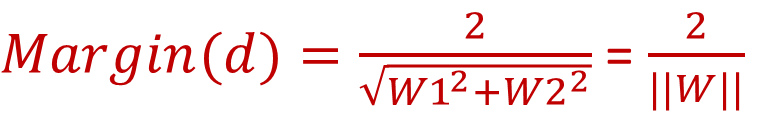 Margin(d) = 2/√(W1²+W2²) = 2/||W||